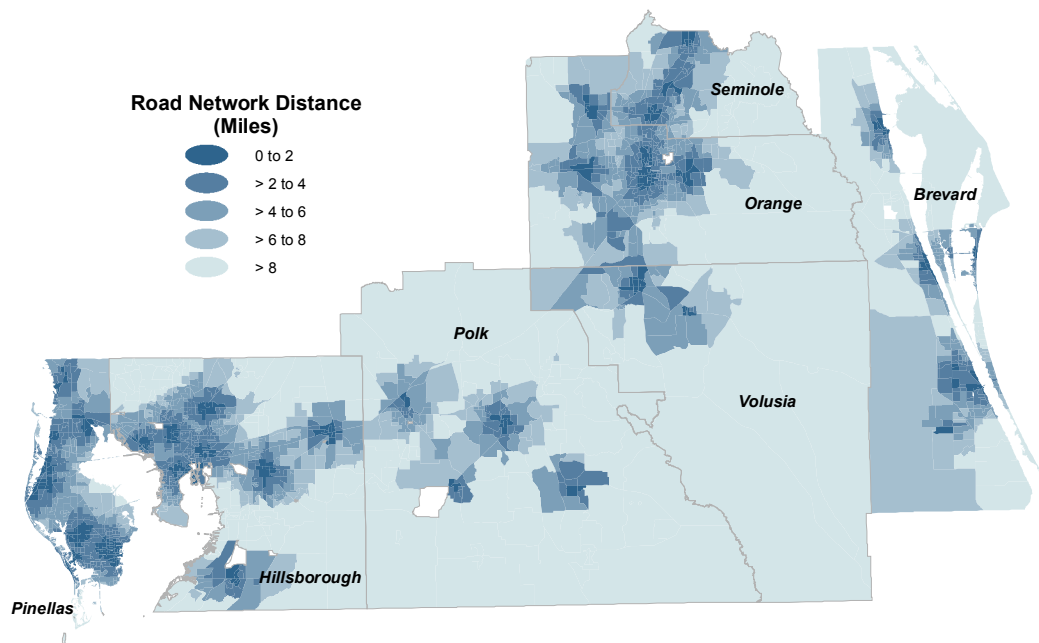 Road Network Distance
(Miles)
0 to 2
> 2 to 4
> 4 to 6
> 6 to 8
> 8
Seminole
Brevard
Orange
Polk
Volusia
Hillsborough
Pinellas